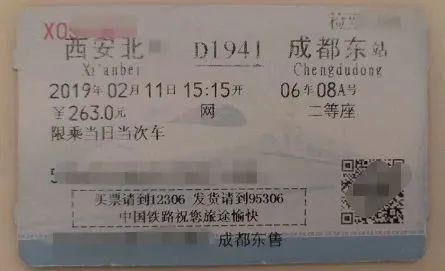 XO
检
西安北 D1941 成都东站
Xi'anbei Chengdudong
2019年02月11日15:15开 06车08A号
￥263.0元 网 二等座
限乘当日当次车
买票请到12306 发货请到95306
中国铁路祝您旅途愉快
成都东售